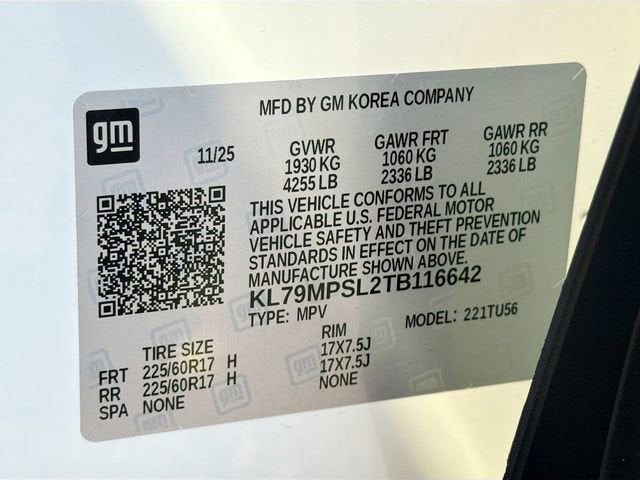 MFD BY GM KOREA COMPANY
gm
11/25
GVWR GAWR FRT GAWR RR
1930 KG 1060 KG 1060 KG
4255 LB 2336 LB 2336 LB
THIS VEHICLE CONFORMS TO ALL
APPLICABLE U.S. FEDERAL MOTOR
VEHICLE SAFETY AND THEFT PREVENTION
STANDARDS IN EFFECT ON THE DATE OF
MANUFACTURE SHOWN ABOVE.
KL79MPSL2TB116642
TYPE: MPV MODEL: 221TU56
TIRE SIZE RIM
FRT 225/60R17 H 17X7.5J
RR 225/60R17 H 17X7.5J
SPA NONE NONE